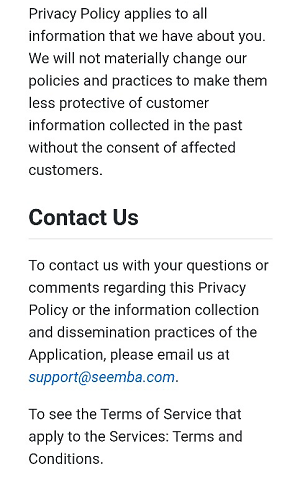 Privacy Policy applies to all
information that we have about you.
We will not materially change our
policies and practices to make them
less protective of customer
information collected in the past
without the consent of affected
customers.
Contact Us
To contact us with your questions or
comments regarding this Privacy
Policy or the information collection
and dissemination practices of the
Application, please email us at
support@seemba.com.
To see the Terms of Service that
apply to the Services: Terms and
Conditions.